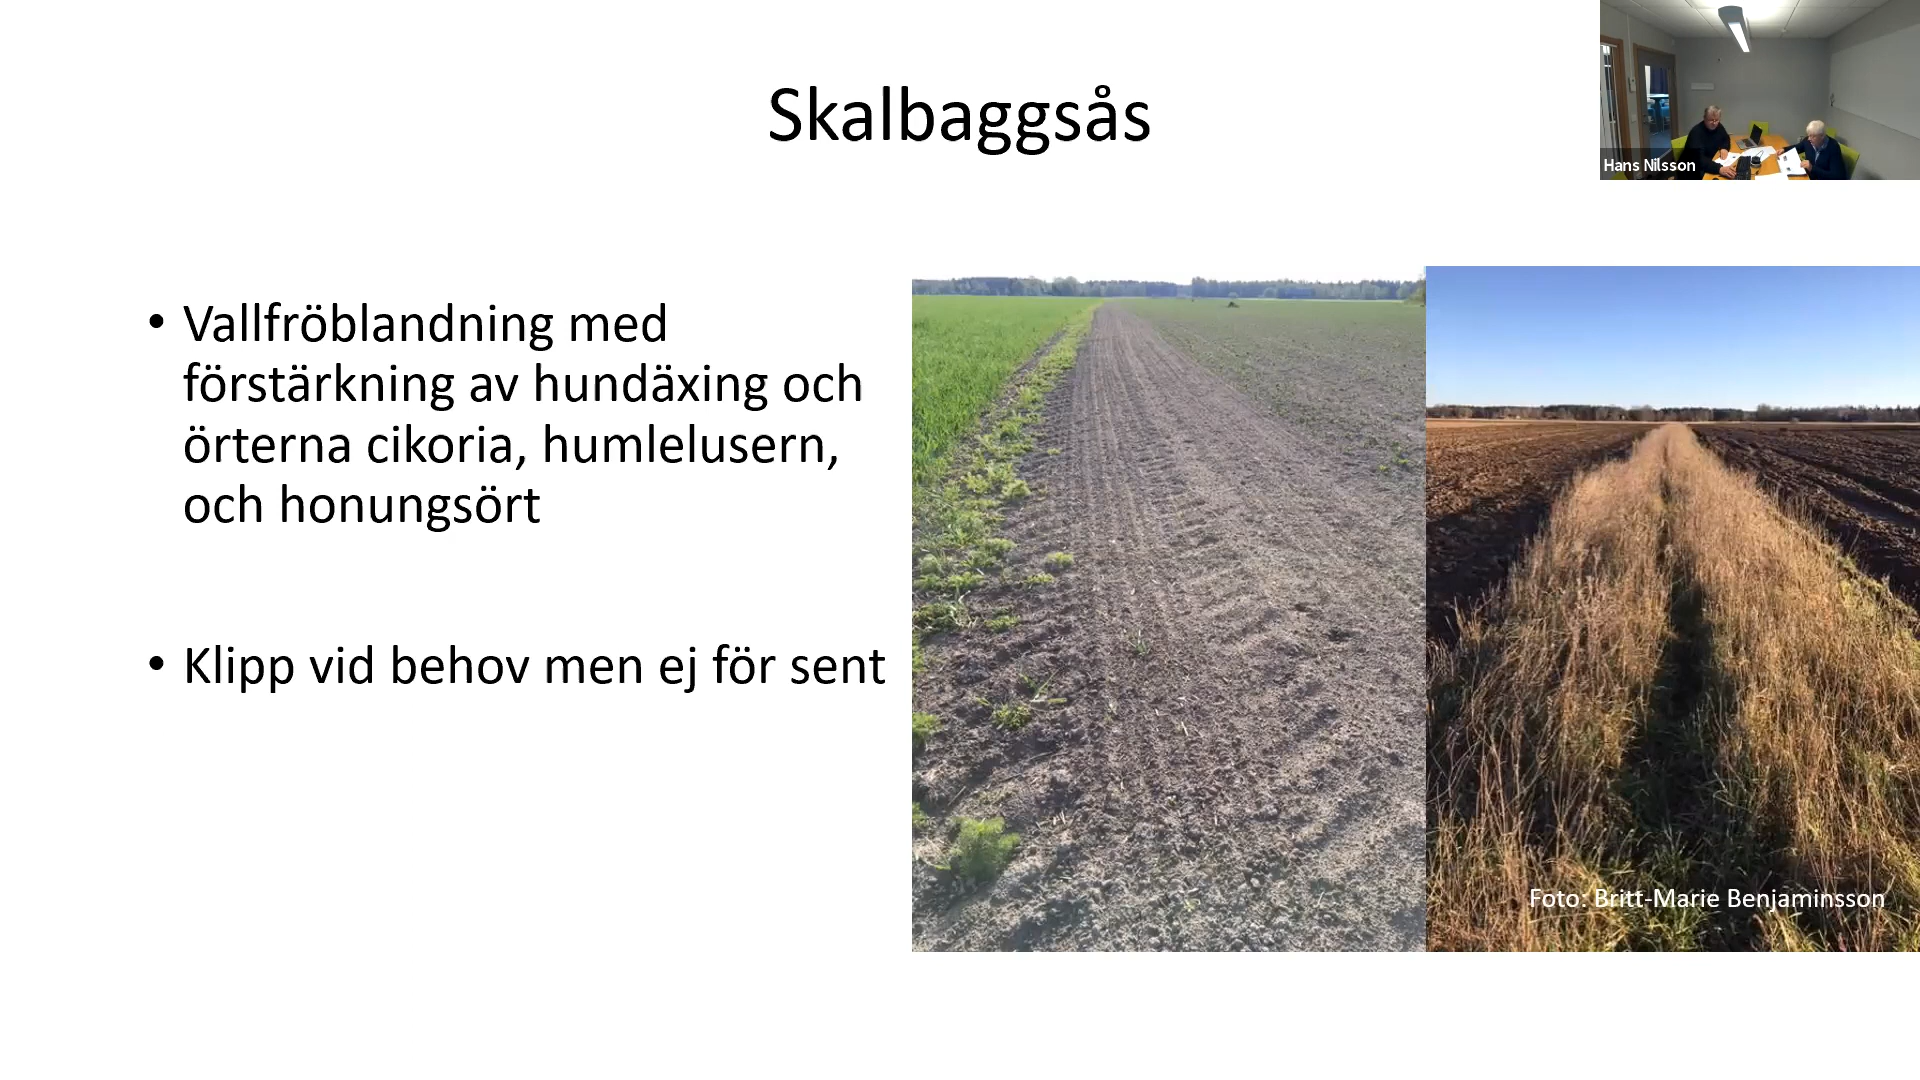 Skalbaggsås
Hans Nilsson
• Vallfröblandning med
förstärkning av hundäxing och
örterna cikoria, humlelusern,
och honungsört
• Klipp vid behov men ej för sent
Foto: Britt-Marie Benjaminsson